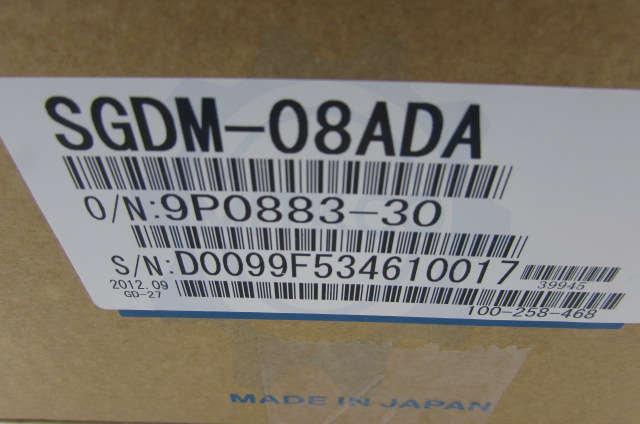 SGDM-08ADA
O/N:9P0883-30
S/N:D0099F534610017
2012.09
39945
GD-27
100-258-468
MADE IN JAPAN